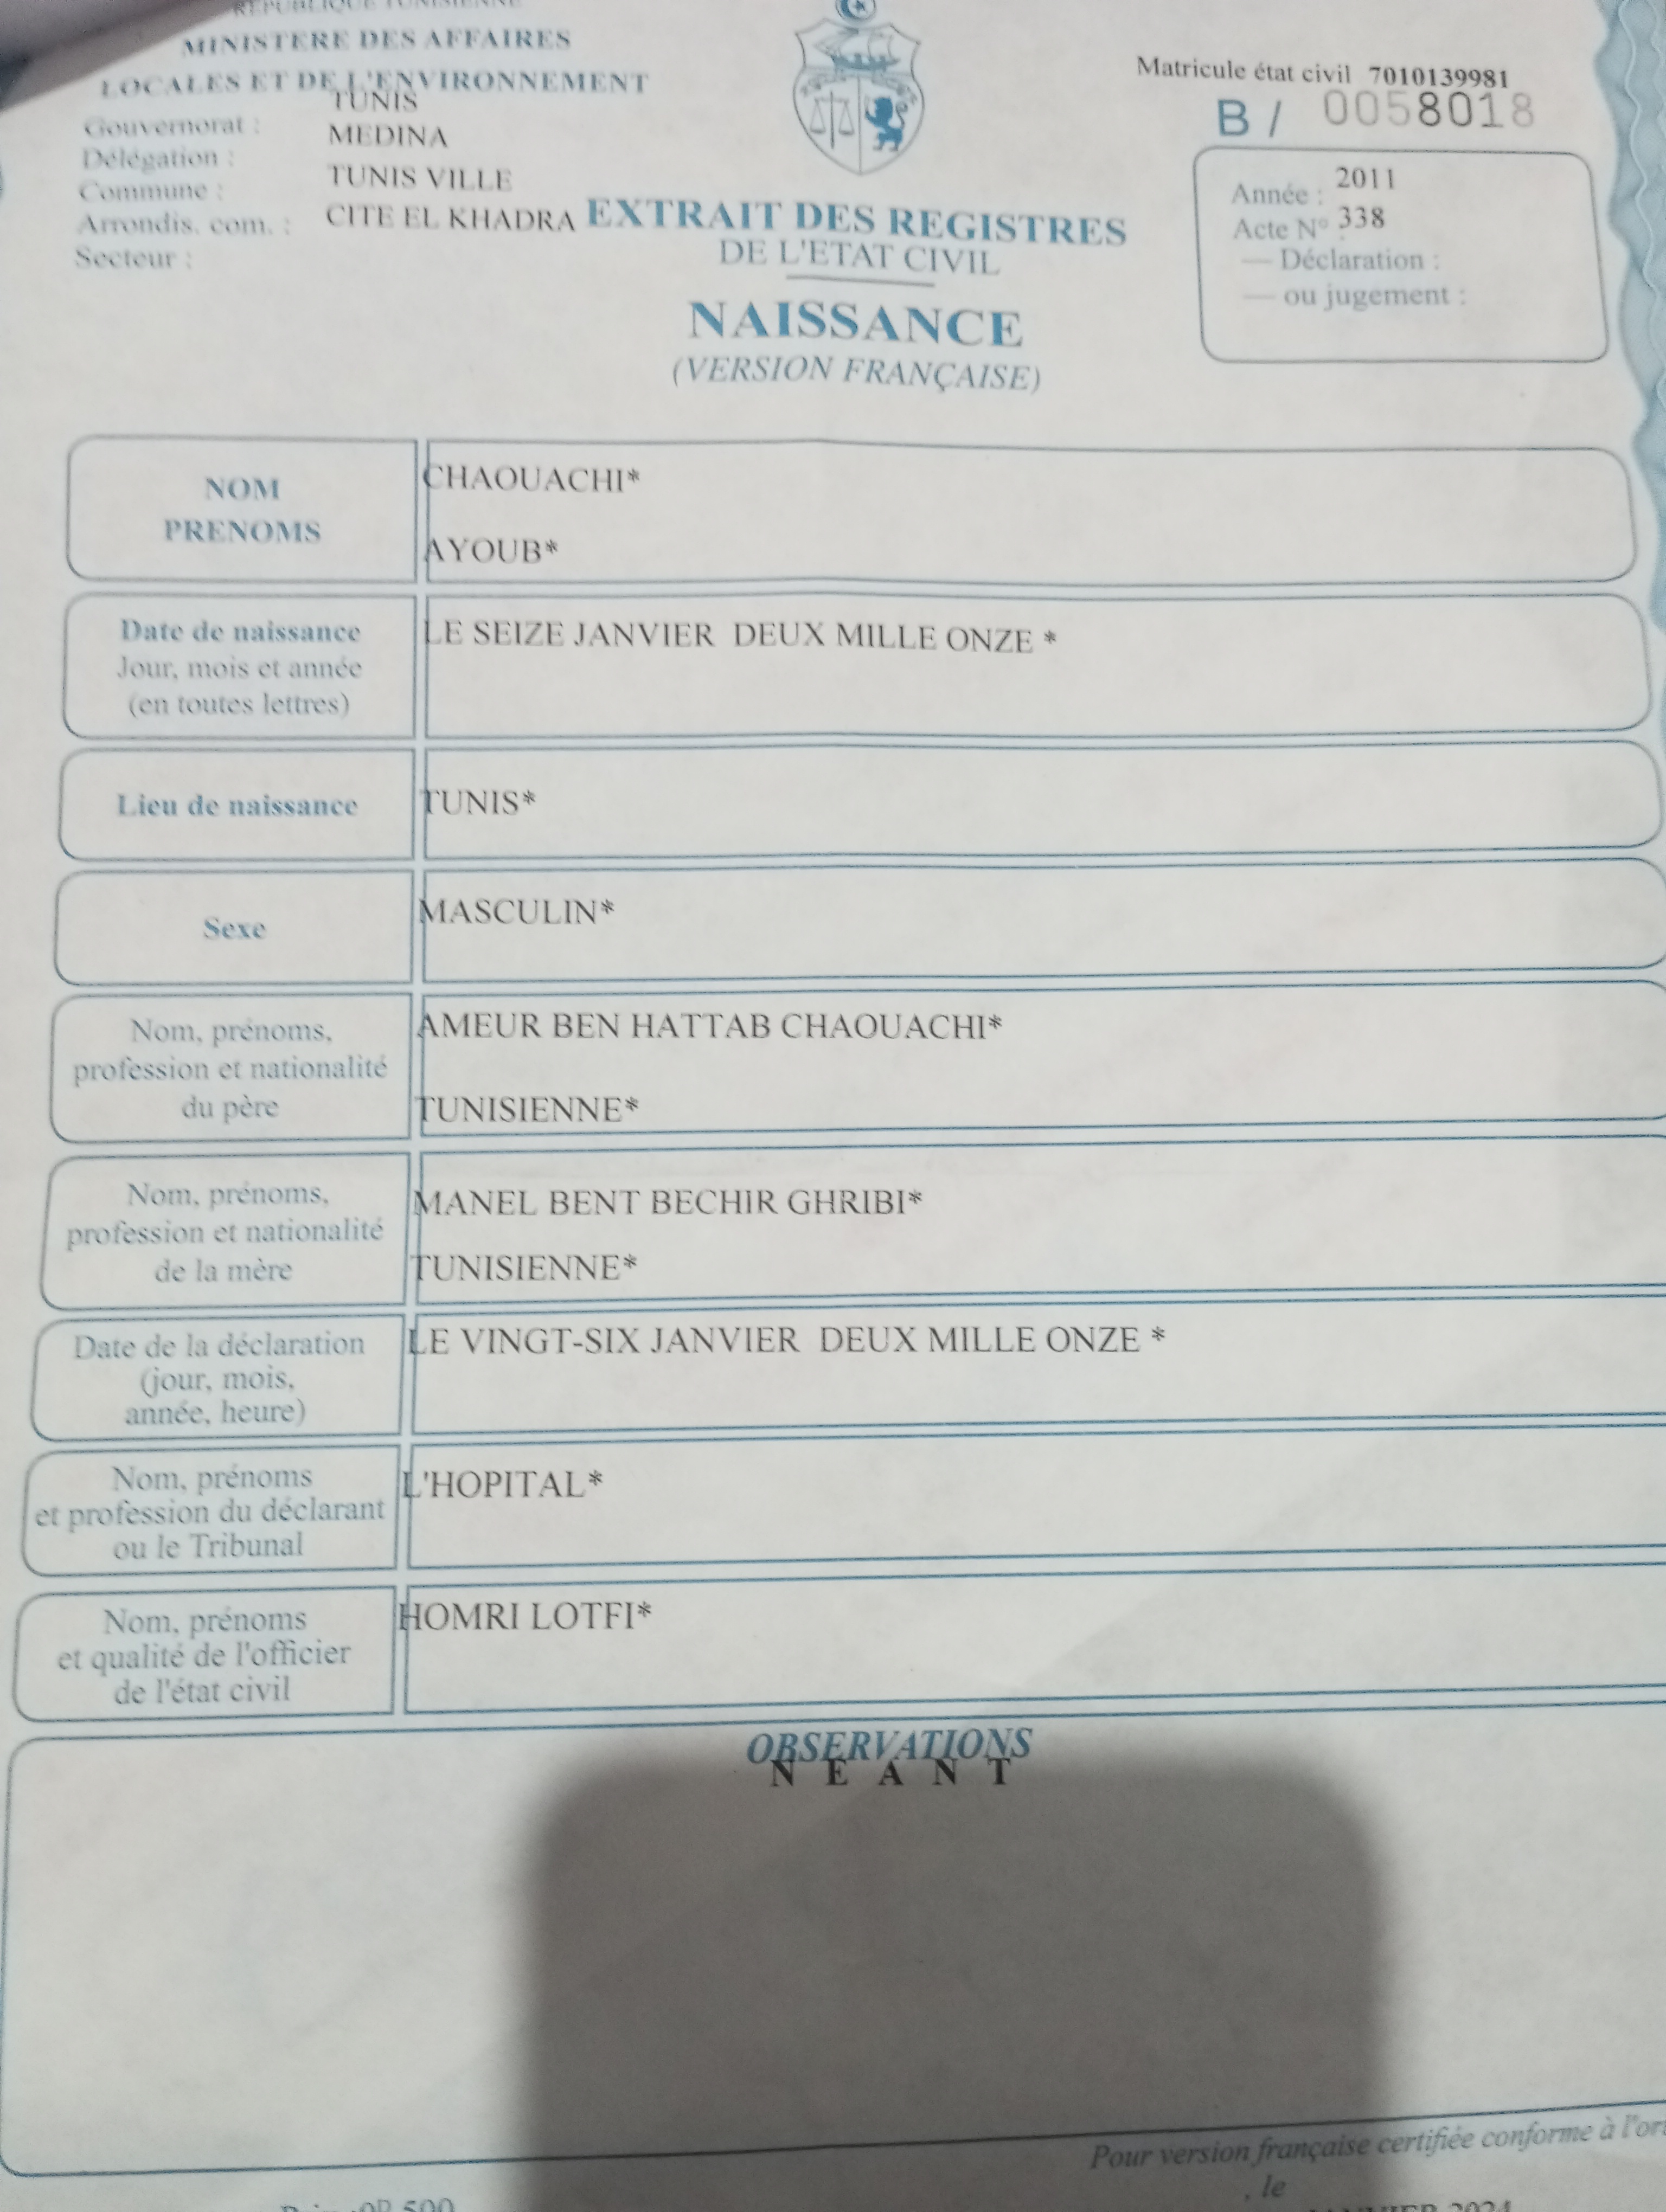 REPUBLIQUE TUNISIENNE
MINISTERE DES AFFAIRES
LOCALES ET DE L'ENVIRONNEMENT
Gouvernorat : TUNIS
Délégation : MEDINA
Commune : TUNIS VILLE
Arrondis. com. : CITE EL KHADRA
Secteur :
Matricule état civil 7010139981
B / 0058018
Année : 2011
Acte N° : 338
— Déclaration :
— ou jugement :
EXTRAIT DES REGISTRES
DE L'ETAT CIVIL
NAISSANCE
(VERSION FRANÇAISE)
NOM
PRENOMS
CHAOUACHI*
AYOUB*
Date de naissance
Jour, mois et année
(en toutes lettres)
LE SEIZE JANVIER DEUX MILLE ONZE *
Lieu de naissance
TUNIS*
Sexe
MASCULIN*
Nom, prénoms,
profession et nationalité
du père
AMEUR BEN HATTAB CHAOUACHI*
TUNISIENNE*
Nom, prénoms,
profession et nationalité
de la mère
MANEL BENT BECHIR GHRIBI*
TUNISIENNE*
Date de la déclaration
(jour, mois,
année, heure)
LE VINGT-SIX JANVIER DEUX MILLE ONZE *
Nom, prénoms
et profession du déclarant
ou le Tribunal
L'HOPITAL*
Nom, prénoms
et qualité de l'officier
de l'état civil
HOMRI LOTFI*
OBSERVATIONS
N E A N T
Pour version française certifiée conforme à
, le
JANVIER 2024